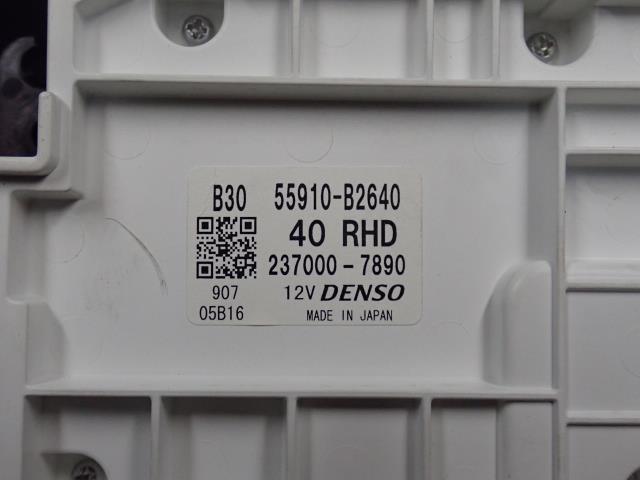 B30 55910-B2640
40 RHD
237000-7890
907 12V DENSO
05B16 MADE IN JAPAN